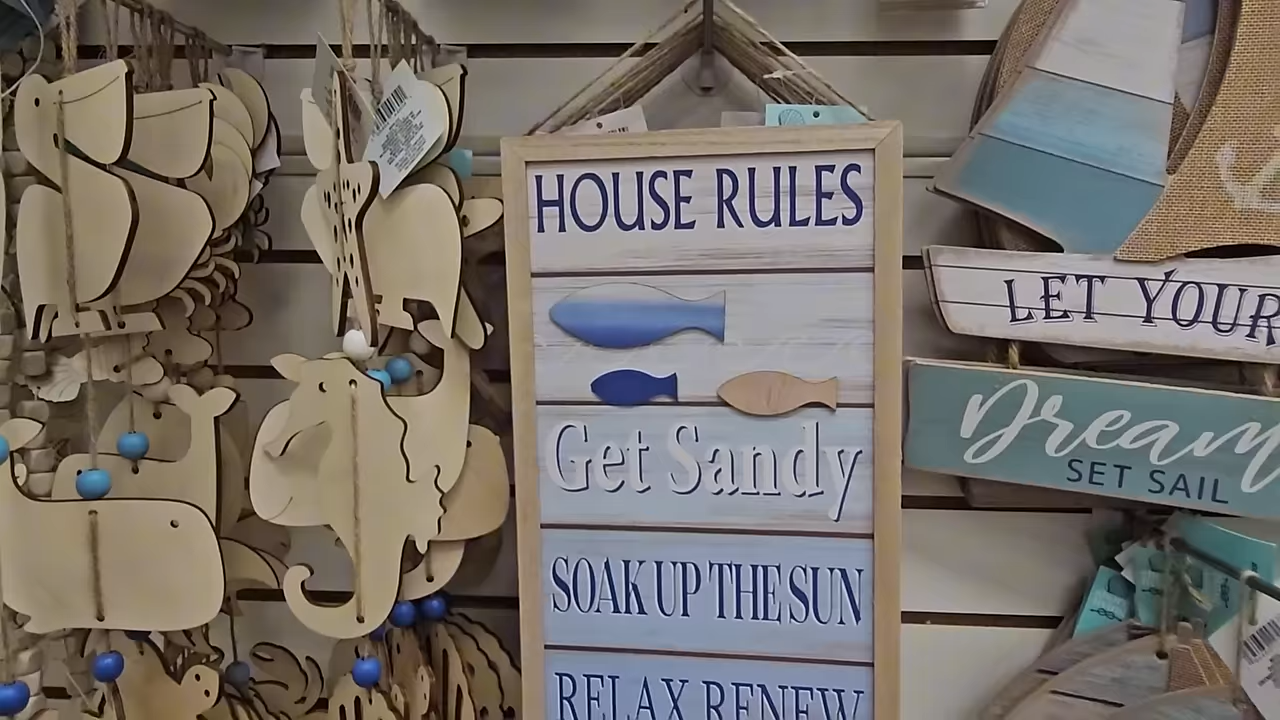 HOUSE RULES
Get Sandy
SOAK UP THE SUN
RELAX RENEW
LET YOUR
Dream
SET SAIL